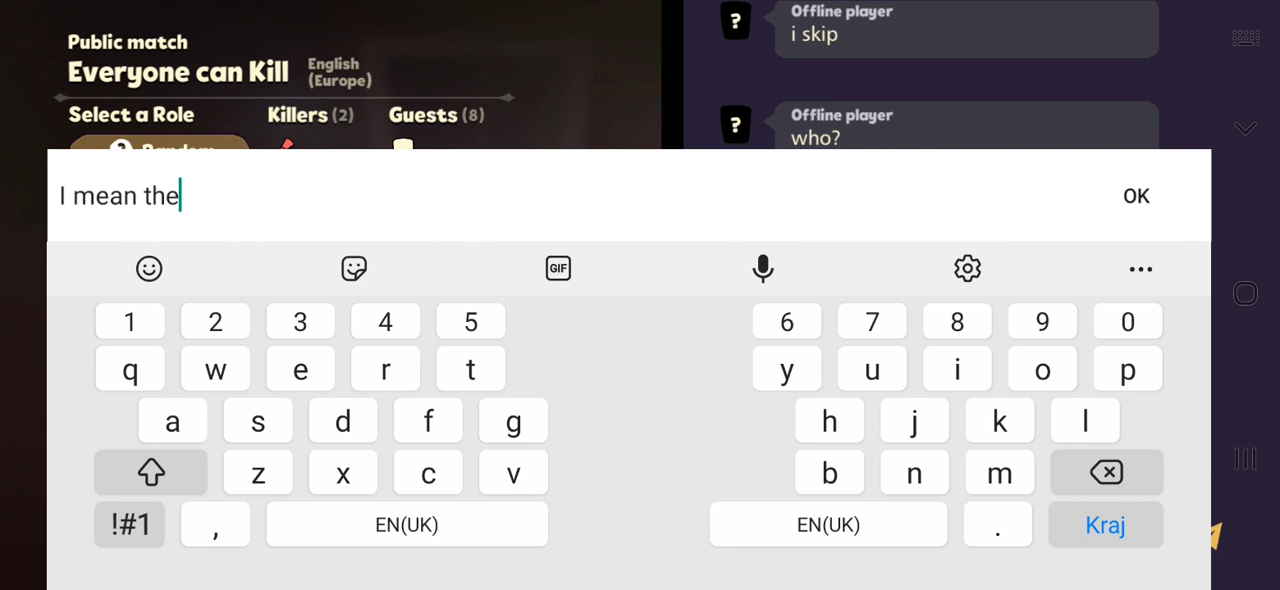 Public match
Everyone can Kill
English
(Europe)
Select a Role
Killers (2)
Guests (8)
? Random
? Offline player
i skip
? Offline player
who?
I mean the
OK
GIF
1 2 3 4 5 6 7 8 9 0
q w e r t y u i o p
a s d f g h j k l
z x c v b n m
!#1 , EN(UK) EN(UK) . Kraj